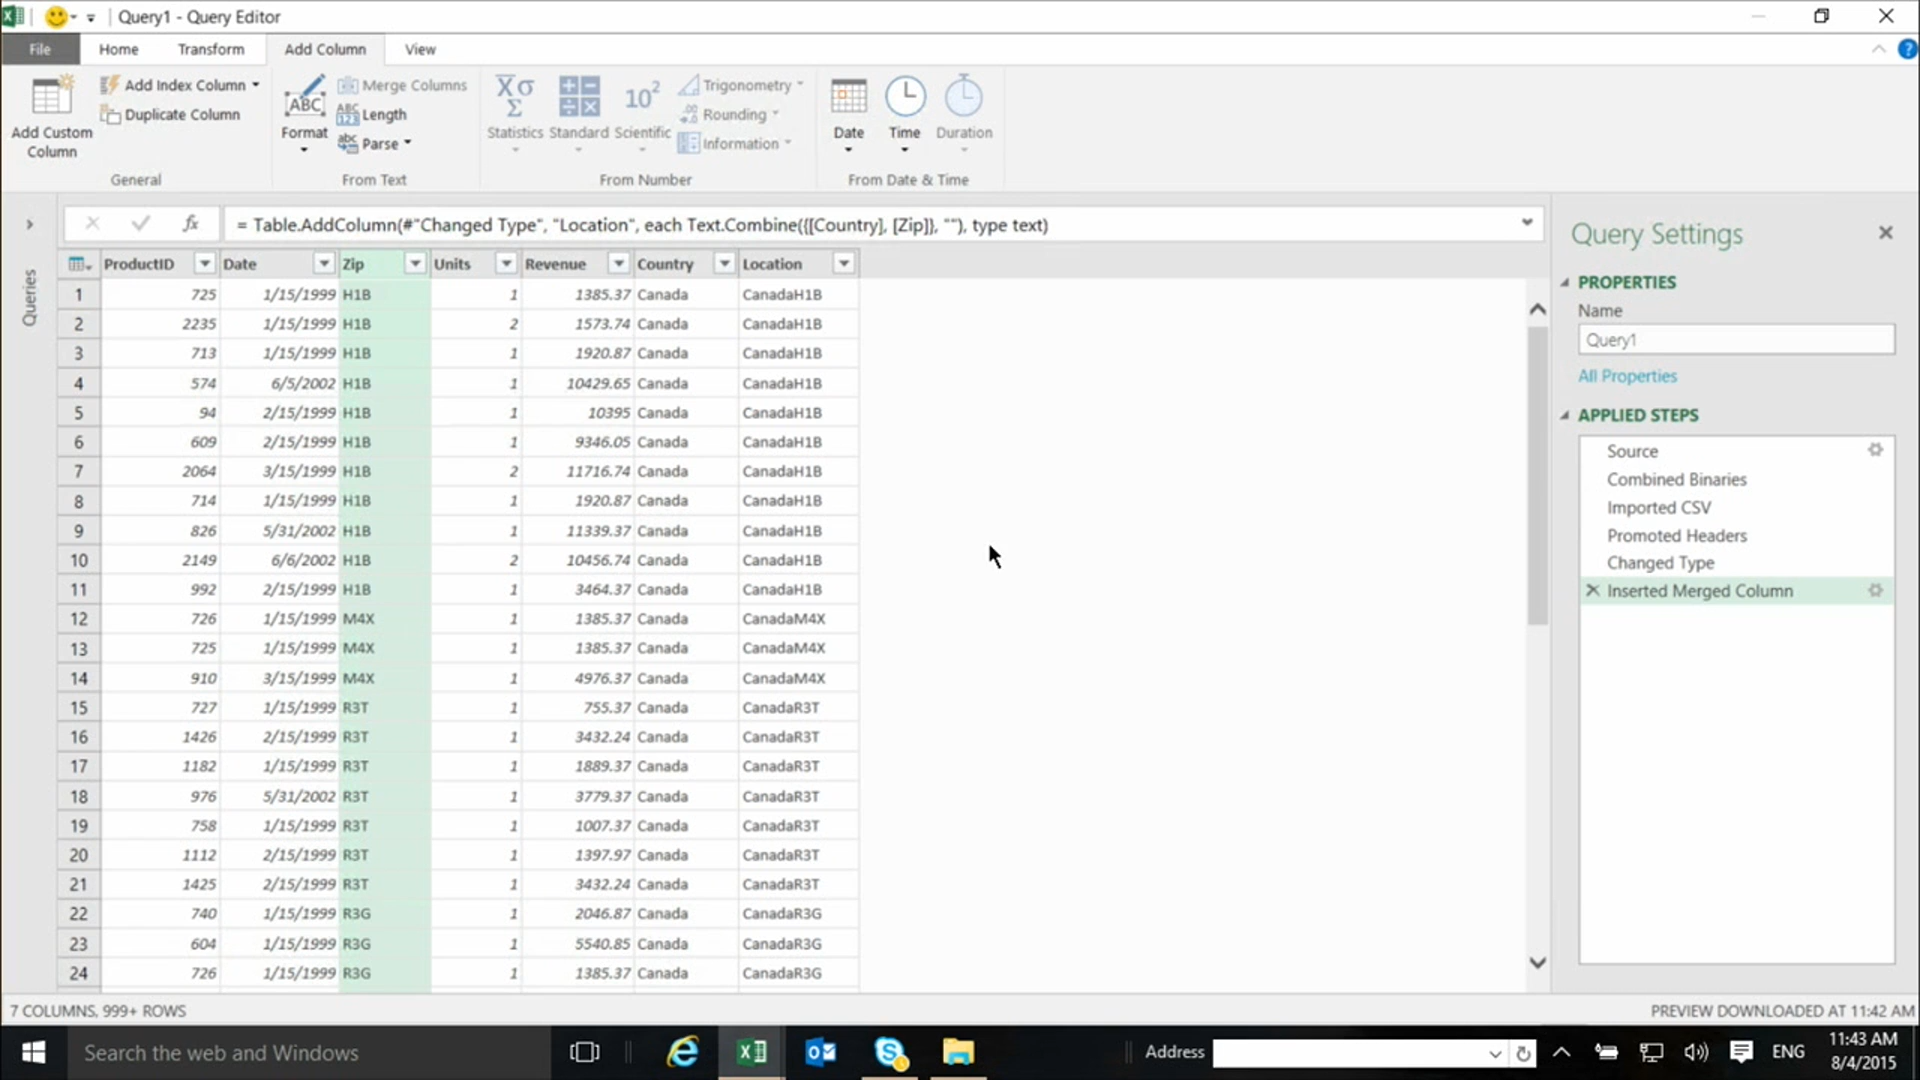 Query1 - Query Editor
File Home Transform Add Column View
Add Custom Column
Add Index Column
Duplicate Column
General
ABC
Format
Merge Columns
ABC 123 Length
abc Parse
From Text
Xσ Σ
Statistics
Standard
10²
Scientific
Trigonometry
.00 Rounding
Information
From Number
Date
Time
Duration
From Date & Time
fx = Table.AddColumn(#"Changed Type", "Location", each Text.Combine({[Country], [Zip]}, ""), type text)
Queries
ProductID Date Zip Units Revenue Country Location
1 725 1/15/1999 H1B 1 1385.37 Canada CanadaH1B
2 2235 1/15/1999 H1B 2 1573.74 Canada CanadaH1B
3 713 1/15/1999 H1B 1 1920.87 Canada CanadaH1B
4 574 6/5/2002 H1B 1 10429.65 Canada CanadaH1B
5 94 2/15/1999 H1B 1 10395 Canada CanadaH1B
6 609 2/15/1999 H1B 1 9346.05 Canada CanadaH1B
7 2064 3/15/1999 H1B 2 11716.74 Canada CanadaH1B
8 714 1/15/1999 H1B 1 1920.87 Canada CanadaH1B
9 826 5/31/2002 H1B 1 11339.37 Canada CanadaH1B
10 2149 6/6/2002 H1B 2 10456.74 Canada CanadaH1B
11 992 2/15/1999 H1B 1 3464.37 Canada CanadaH1B
12 726 1/15/1999 M4X 1 1385.37 Canada CanadaM4X
13 725 1/15/1999 M4X 1 1385.37 Canada CanadaM4X
14 910 3/15/1999 M4X 1 4976.37 Canada CanadaM4X
15 727 1/15/1999 R3T 1 755.37 Canada CanadaR3T
16 1426 2/15/1999 R3T 1 3432.24 Canada CanadaR3T
17 1182 1/15/1999 R3T 1 1889.37 Canada CanadaR3T
18 976 5/31/2002 R3T 1 3779.37 Canada CanadaR3T
19 758 1/15/1999 R3T 1 1007.37 Canada CanadaR3T
20 1112 2/15/1999 R3T 1 1397.97 Canada CanadaR3T
21 1425 2/15/1999 R3T 1 3432.24 Canada CanadaR3T
22 740 1/15/1999 R3G 1 2046.87 Canada CanadaR3G
23 604 1/15/1999 R3G 1 5540.85 Canada CanadaR3G
24 726 1/15/1999 R3G 1 1385.37 Canada CanadaR3G
Query Settings
PROPERTIES
Name
Query1
All Properties
APPLIED STEPS
Source
Combined Binaries
Imported CSV
Promoted Headers
Changed Type
Inserted Merged Column
7 COLUMNS, 999+ ROWS
PREVIEW DOWNLOADED AT 11:42 AM
Search the web and Windows
Address
ENG
11:43 AM
8/4/2015